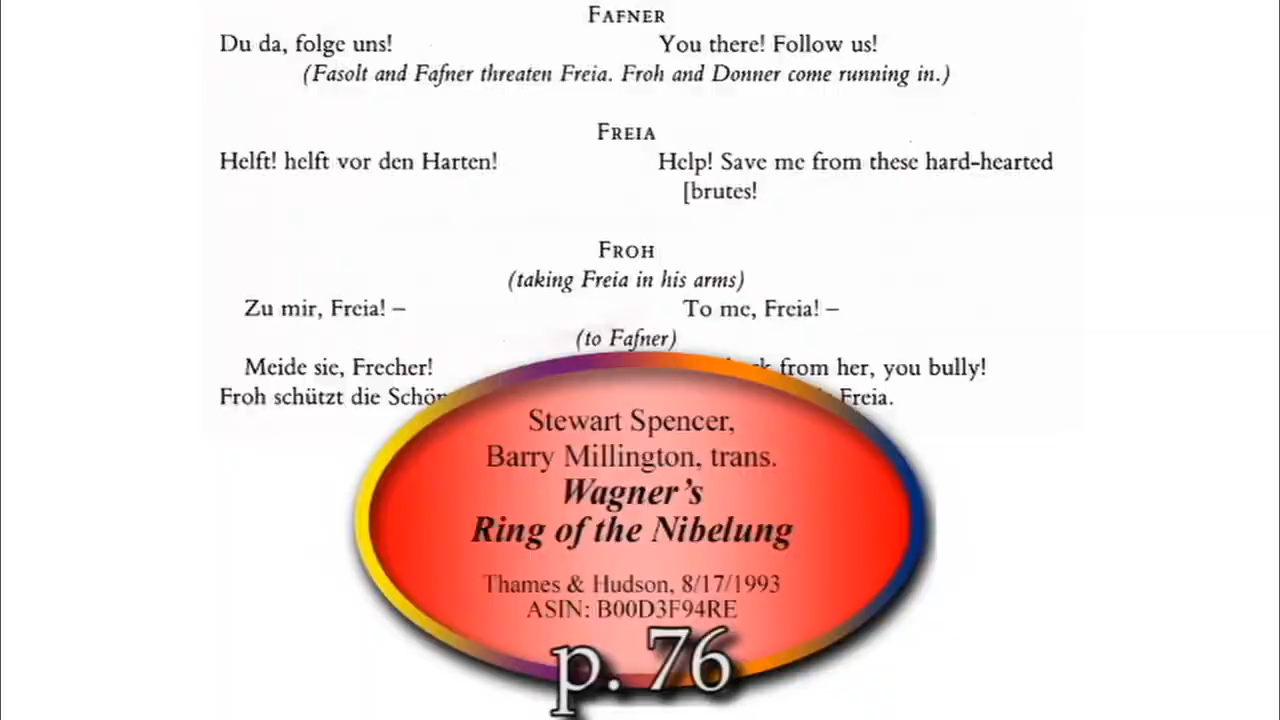 FAFNER
Du da, folge uns! You there! Follow us!
(Fasolt and Fafner threaten Freia. Froh and Donner come running in.)
FREIA
Helft! helft vor den Harten! Help! Save me from these hard-hearted
[brutes!
FROH
(taking Freia in his arms)
Zu mir, Freia! – To me, Freia! –
(to Fafner)
Meide sie, Frecher! from her, you bully!
Froh schützt die Freia.
Stewart Spencer,
Barry Millington, trans.
Wagner's
Ring of the Nibelung
Thames & Hudson, 8/17/1993
ASIN: B00D3F94RE
p. 76